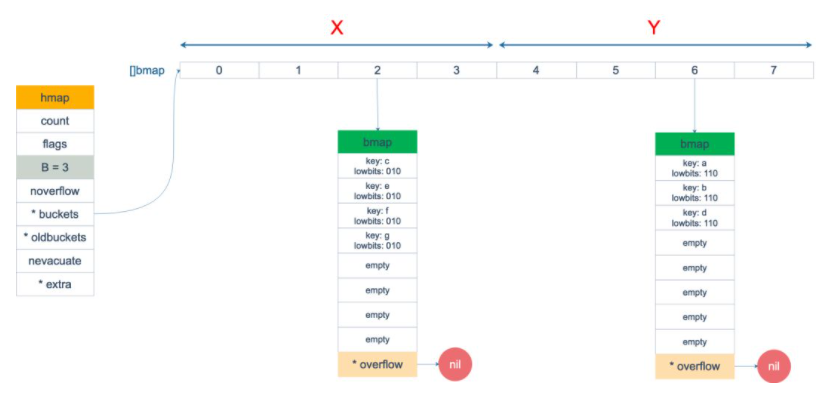 X
Y
[]bmap
0
1
2
3
4
5
6
7
hmap
count
flags
B = 3
noverflow
* buckets
* oldbuckets
nevacuate
* extra
bmap
key: c
lowbits: 010
key: e
lowbits: 010
key: f
lowbits: 010
key: g
lowbits: 010
empty
empty
empty
empty
* overflow
nil
bmap
key: a
lowbits: 110
key: b
lowbits: 110
key: d
lowbits: 110
empty
empty
empty
empty
empty
* overflow
nil